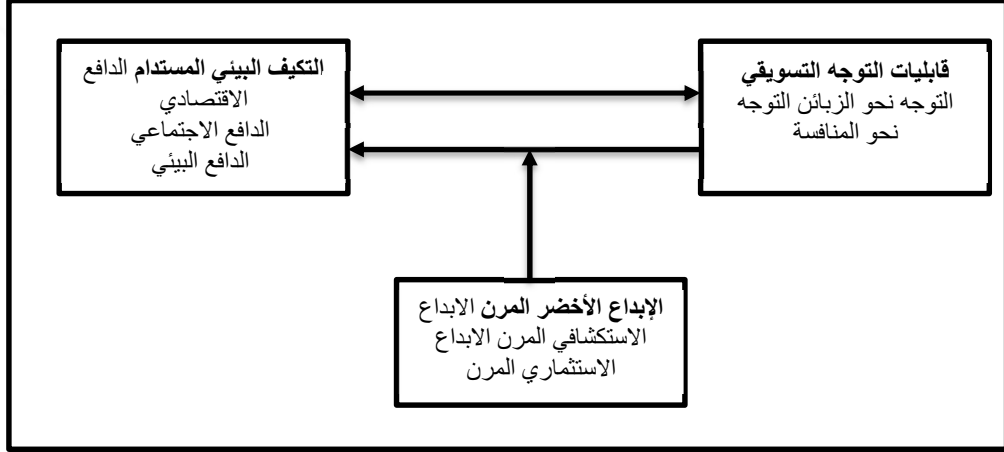 قابليات التوجه التسويقي
التوجه نحو الزبائن التوجه
نحو المنافسة
التكيف البيئي المستدام الدافع
الاقتصادي
الدافع الاجتماعي
الدافع البيئي
الإبداع الأخضر المرن الابداع
الاستكشافي المرن الابداع
الاستثماري المرن